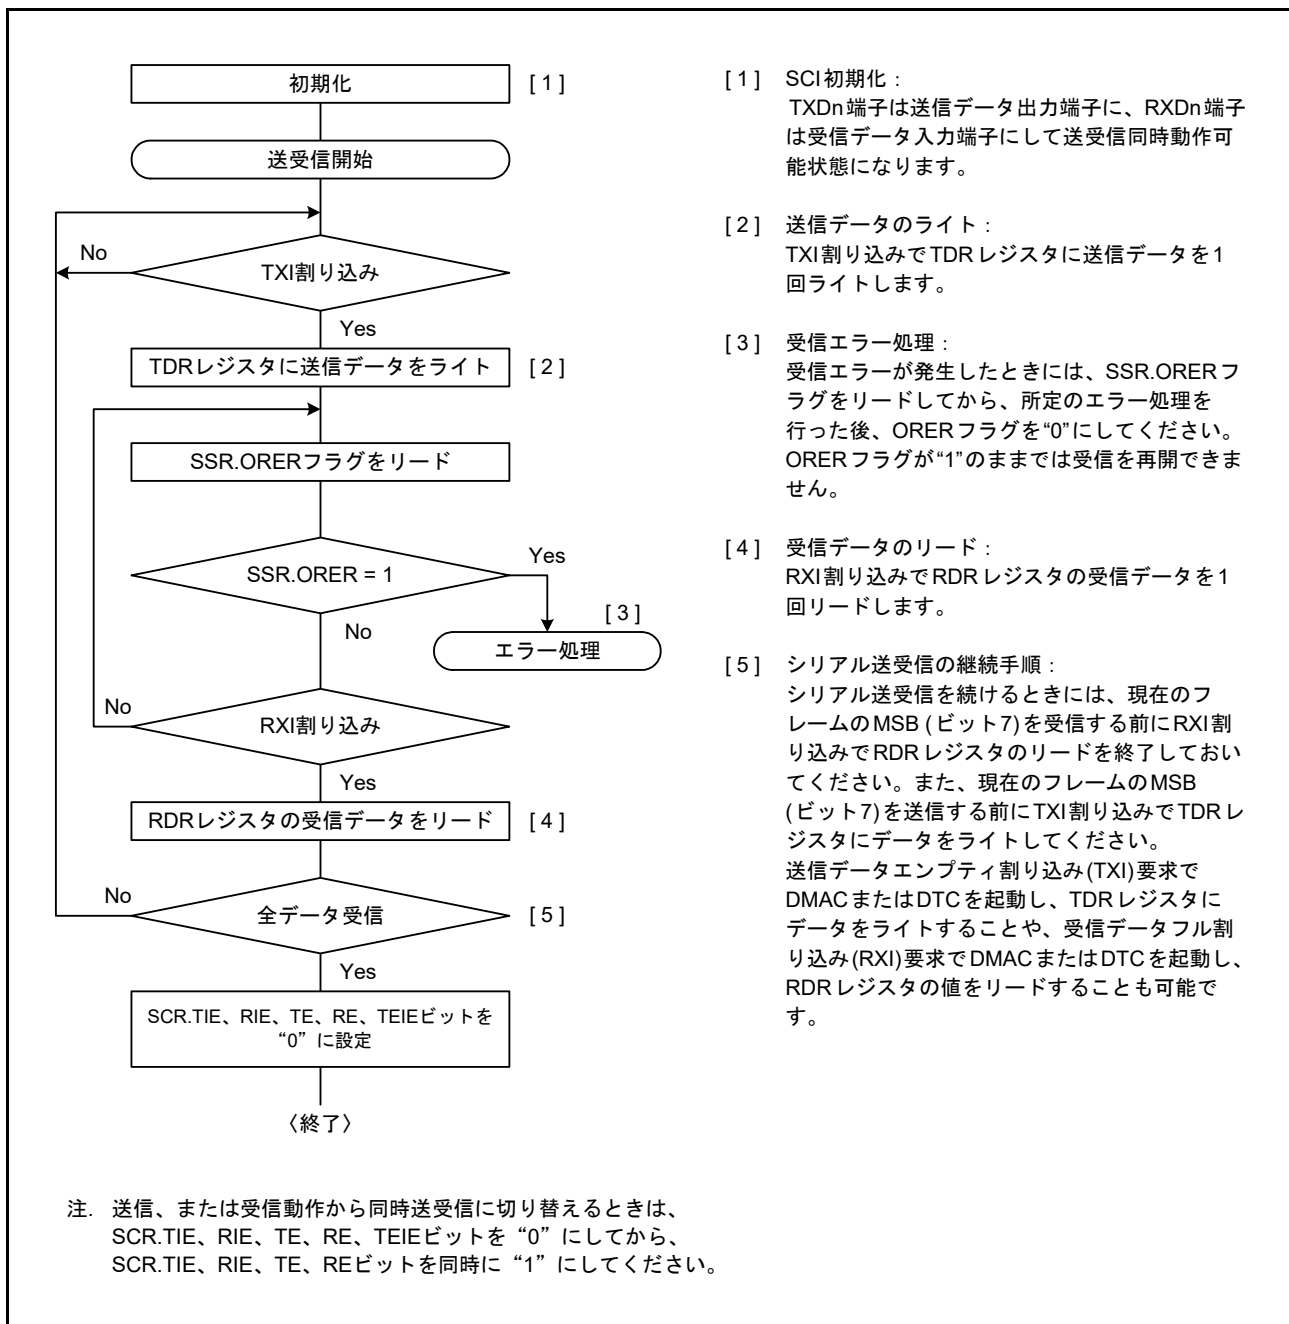 初期化
[ 1 ]
送受信開始
No
TXI割り込み
Yes
TDRレジスタに送信データをライト
[ 2 ]
SSR.ORERフラグをリード
SSR.ORER = 1
Yes
No
[ 3 ]
エラー処理
No
RXI割り込み
Yes
RDRレジスタの受信データをリード
[ 4 ]
No
全データ受信
[ 5 ]
Yes
SCR.TIE、RIE、TE、RE、TEIEビットを
“0”に設定
〈終了〉
[ 1 ] SCI初期化：
TXDn端子は送信データ出力端子に、RXDn端子
は受信データ入力端子にして送受信同時動作可
能状態になります。
[ 2 ] 送信データのライト：
TXI割り込みでTDRレジスタに送信データを1
回ライトします。
[ 3 ] 受信エラー処理：
受信エラーが発生したときには、SSR.ORERフ
ラグをリードしてから、所定のエラー処理を
行った後、ORERフラグを“0”にしてください。
ORERフラグが“1”のままでは受信を再開できま
せん。
[ 4 ] 受信データのリード：
RXI割り込みでRDRレジスタの受信データを1
回リードします。
[ 5 ] シリアル送受信の継続手順：
シリアル送受信を続けるときには、現在のフ
レームのMSB (ビット7)を受信する前にRXI割
り込みでRDRレジスタのリードを終了しておい
てください。また、現在のフレームのMSB
(ビット7)を送信する前にTXI割り込みでTDRレ
ジスタにデータをライトしてください。
送信データエンプティ割り込み(TXI)要求で
DMACまたはDTCを起動し、TDRレジスタに
データをライトすることや、受信データフル割
り込み(RXI)要求でDMACまたはDTCを起動し、
RDRレジスタの値をリードすることも可能で
す。
注. 送信、または受信動作から同時送受信に切り替えるときは、
SCR.TIE、RIE、TE、RE、TEIEビットを“0”にしてから、
SCR.TIE、RIE、TE、REビットを同時に“1”にしてください。